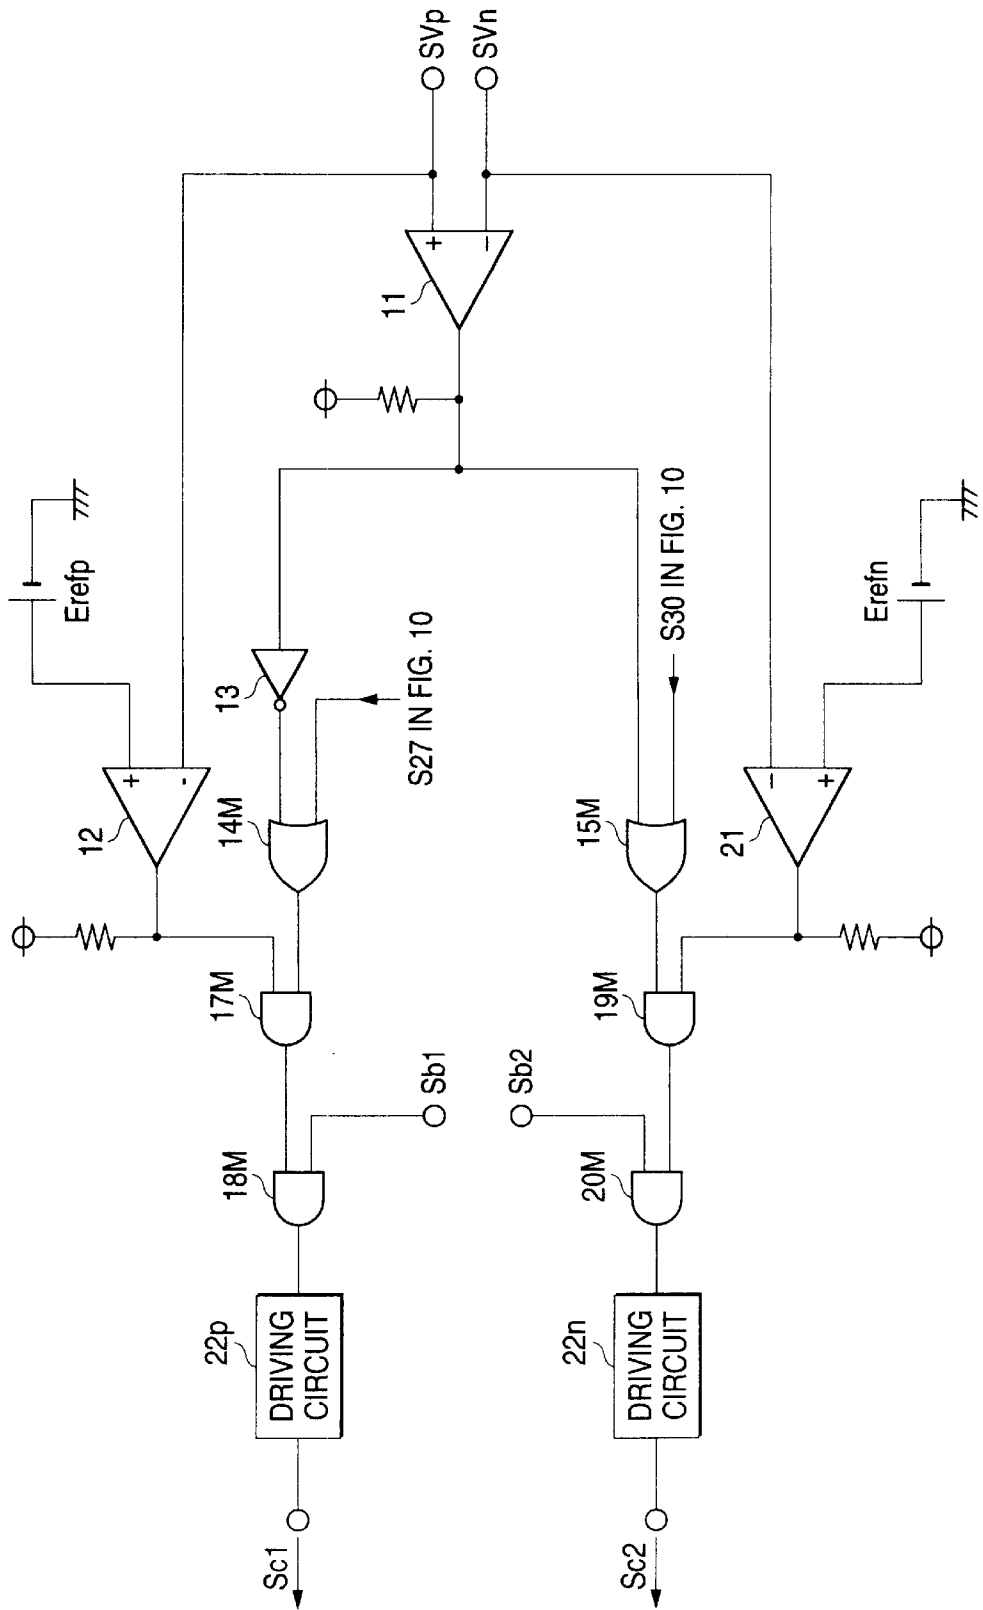 SVp
SVn
11
Erefp
12
13
S27 IN FIG. 10
14M
17M
Sb1
18M
22p
DRIVING
CIRCUIT
Sc1
S30 IN FIG. 10
Erefn
21
15M
19M
Sb2
20M
22n
DRIVING
CIRCUIT
Sc2
+
-
+
-
-
+